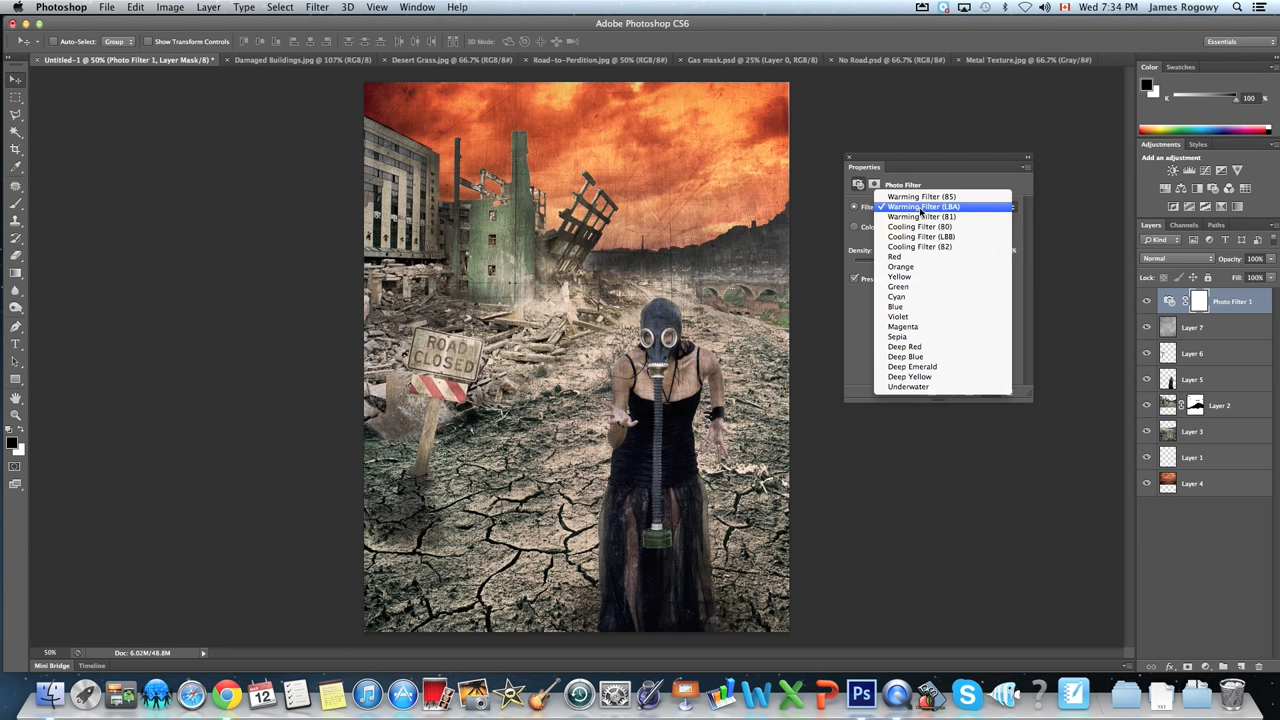 Photoshop File Edit Image Layer Type Select Filter 3D View Window Help Wed 7:34 PM James Rogowy
Adobe Photoshop CS6
Auto-Select: Group Show Transform Controls 3D Mode: Essentials
Untitled-1 @ 50% (Photo Filter 1, Layer Mask/8) * Damaged Buildings.jpg @ 107% (RGB/8) Desert Grass.jpg @ 66.7% (RGB/8#) Road-to-Perdition.jpg @ 50% (RGB/8#) Gas mask.psd @ 25% (Layer 0, RGB/8) No Road.psd @ 66.7% (RGB/8#) Metal Texture.jpg @ 66.7% (Gray/8#)
Color Swatches
K 100 %
Adjustments Styles
Add an adjustment
Properties
Photo Filter
Warming Filter (85)
Warming Filter (LBA)
Warming Filter (81)
Cooling Filter (80)
Cooling Filter (LBB)
Cooling Filter (82)
Red
Orange
Yellow
Green
Cyan
Blue
Violet
Magenta
Sepia
Deep Red
Deep Blue
Deep Emerald
Deep Yellow
Underwater
Density: %
Layers Channels Paths
Kind
Normal Opacity: 100%
Lock: Fill: 100%
Photo Filter 1
Layer 7
Layer 6
Layer 5
Layer 2
Layer 3
Layer 1
Layer 4
ROAD
CLOSED
50% Doc: 6.02M/48.8M
Mini Bridge Timeline
12
Ps